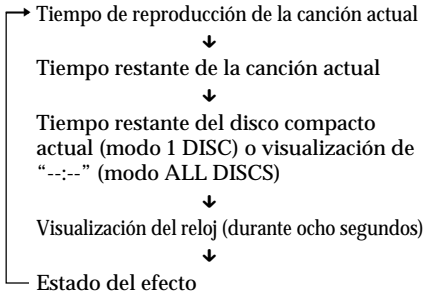 Tiempo de reproducción de la canción actual
Tiempo restante de la canción actual
Tiempo restante del disco compacto
actual (modo 1 DISC) o visualización de
“--:--” (modo ALL DISCS)
Visualización del reloj (durante ocho segundos)
Estado del efecto